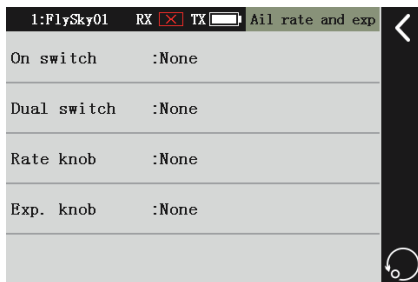 1:FlySky01 RX TX Ail rate and exp
On switch :None
Dual switch :None
Rate knob :None
Exp. knob :None